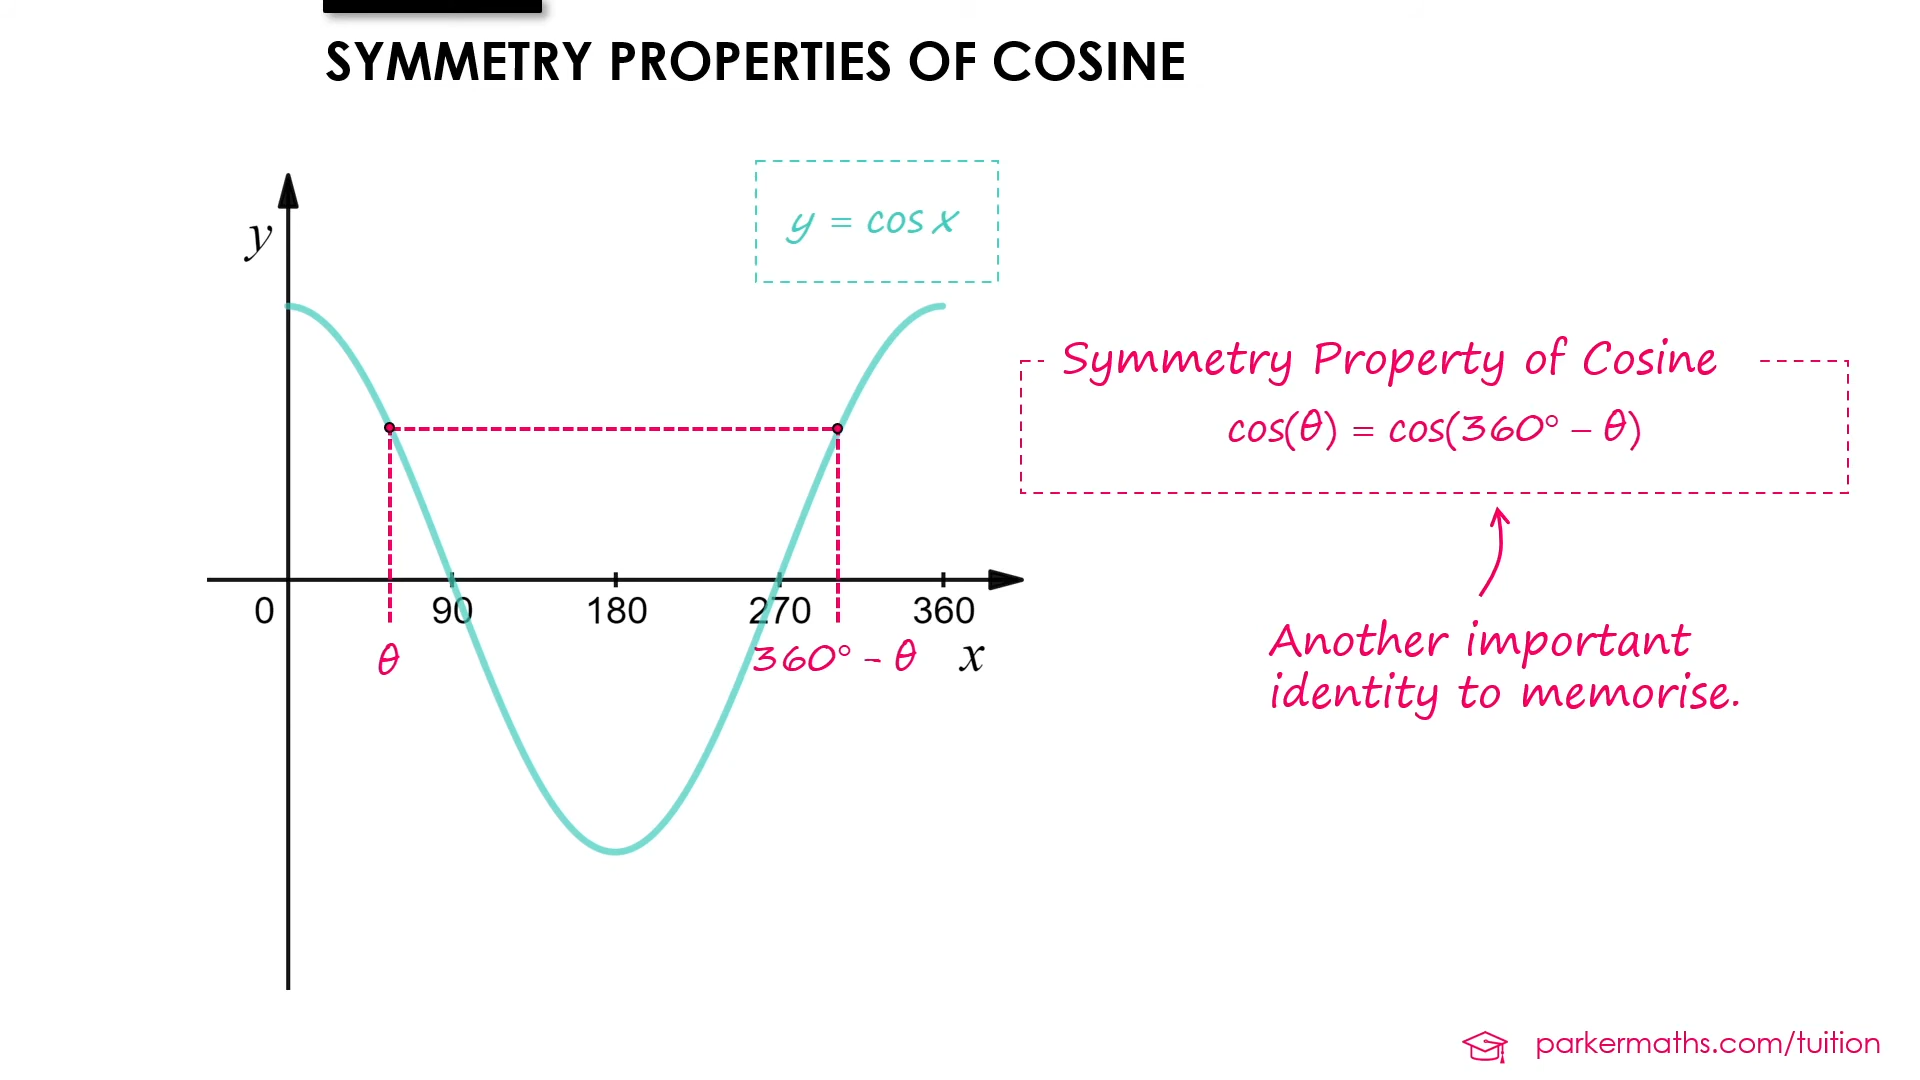 SYMMETRY PROPERTIES OF COSINE
y = cos x
y
Symmetry Property of Cosine
cos(θ) = cos(360° − θ)
0 90 180 270 360
θ 360° − θ x
Another important
identity to memorise.
parkermaths.com/tuition